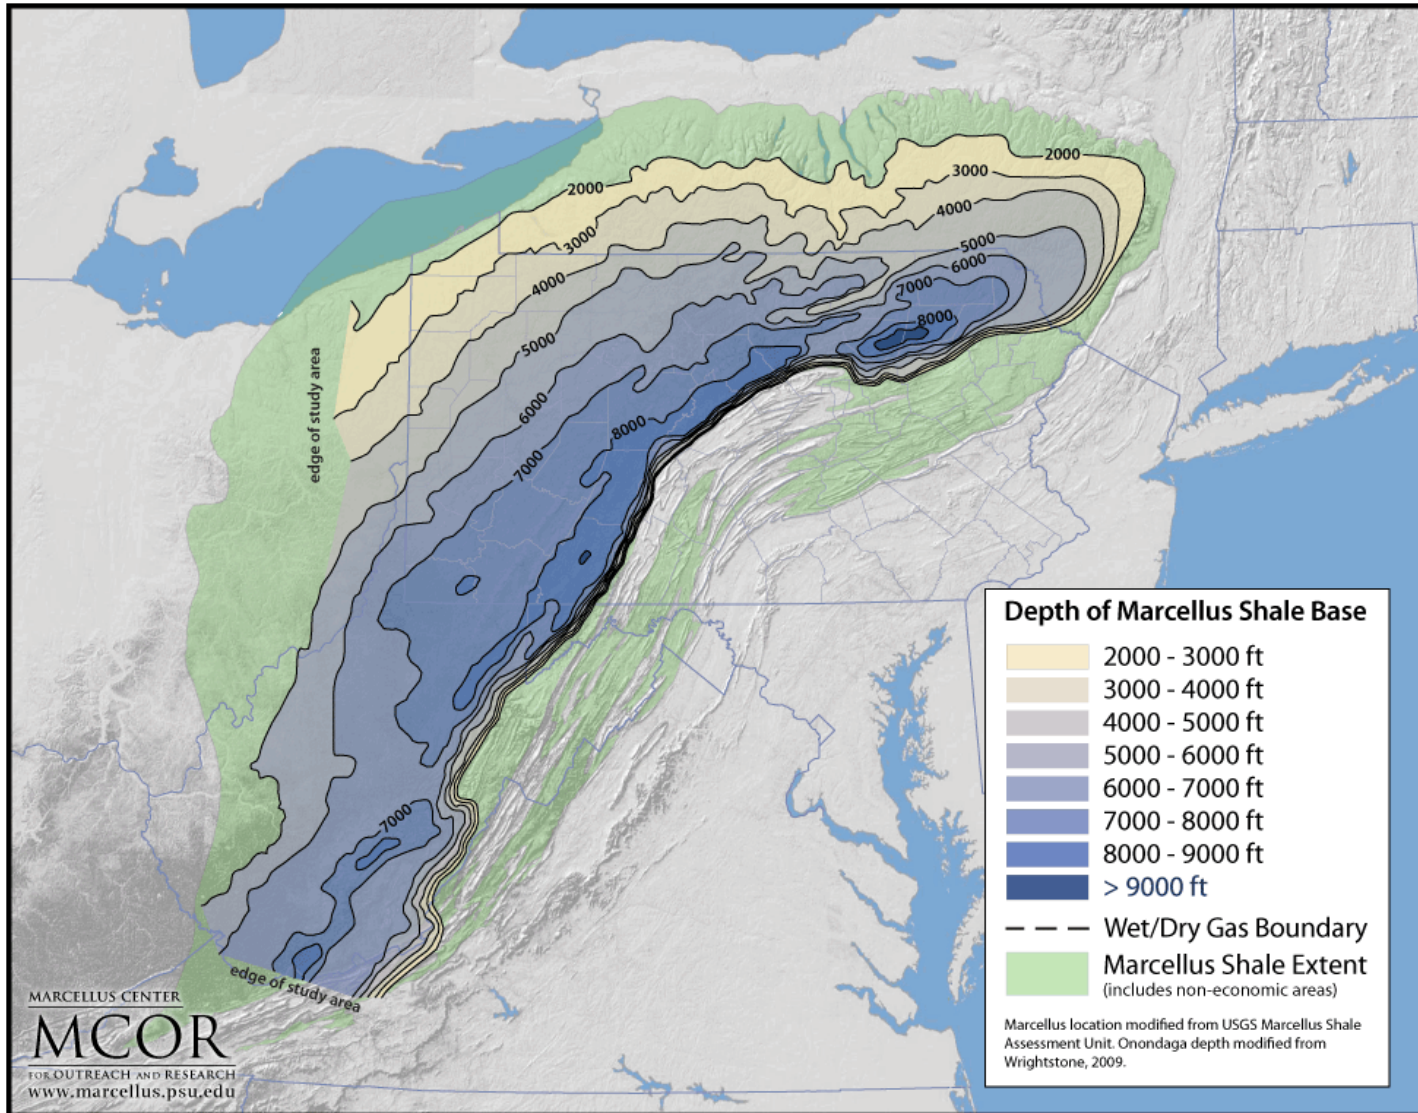 2000
3000
4000
5000
6000
7000
8000
2000
3000
4000
5000
6000
7000
8000
7000
edge of study area
edge of study area
Depth of Marcellus Shale Base
2000 - 3000 ft
3000 - 4000 ft
4000 - 5000 ft
5000 - 6000 ft
6000 - 7000 ft
7000 - 8000 ft
8000 - 9000 ft
> 9000 ft
Wet/Dry Gas Boundary
Marcellus Shale Extent
(includes non-economic areas)
Marcellus location modified from USGS Marcellus Shale
Assessment Unit. Onondaga depth modified from
Wrightstone, 2009.
MARCELLUS CENTER
MCOR
FOR OUTREACH AND RESEARCH
www.marcellus.psu.edu